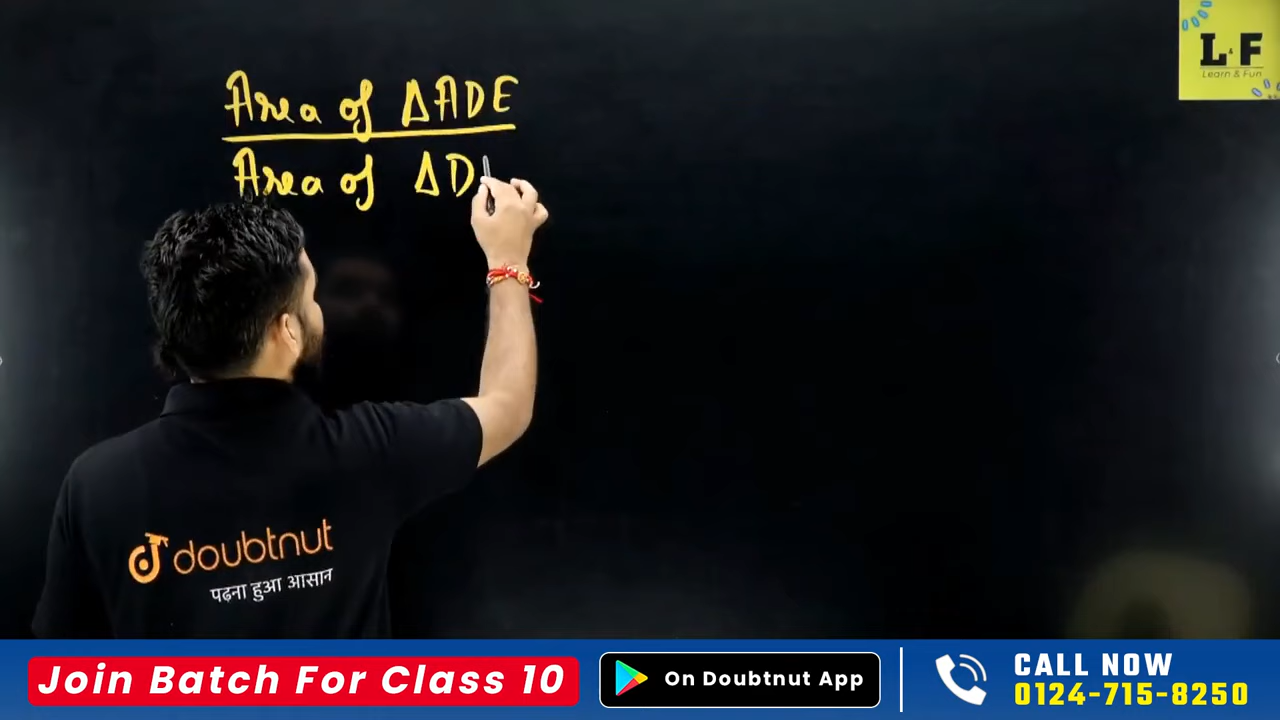 Area of ΔADE
Area of ΔD
L&F
Learn & Fun
doubtnut
पढ़ना हुआ आसान
Join Batch For Class 10
On Doubtnut App
CALL NOW
0124-715-8250